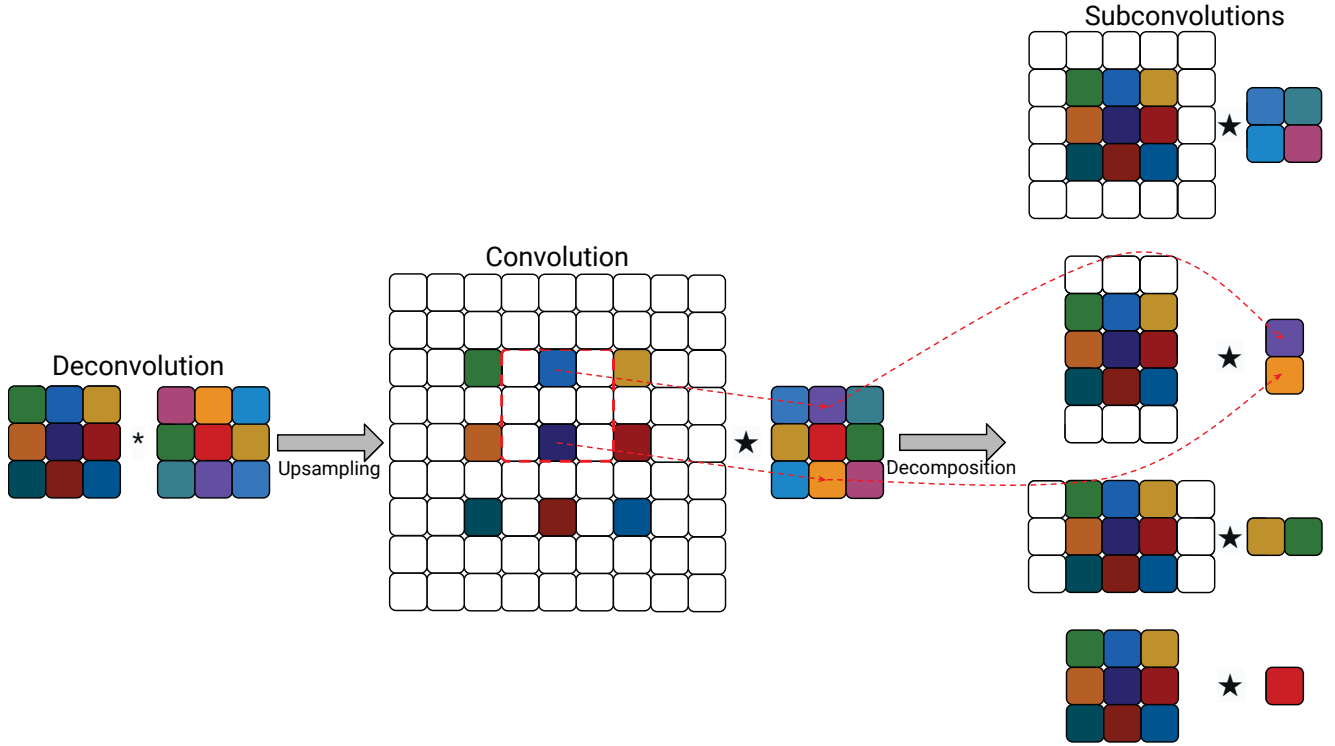 Subconvolutions
Convolution
Deconvolution
*
Upsampling
★
Decomposition
★
★
★
★